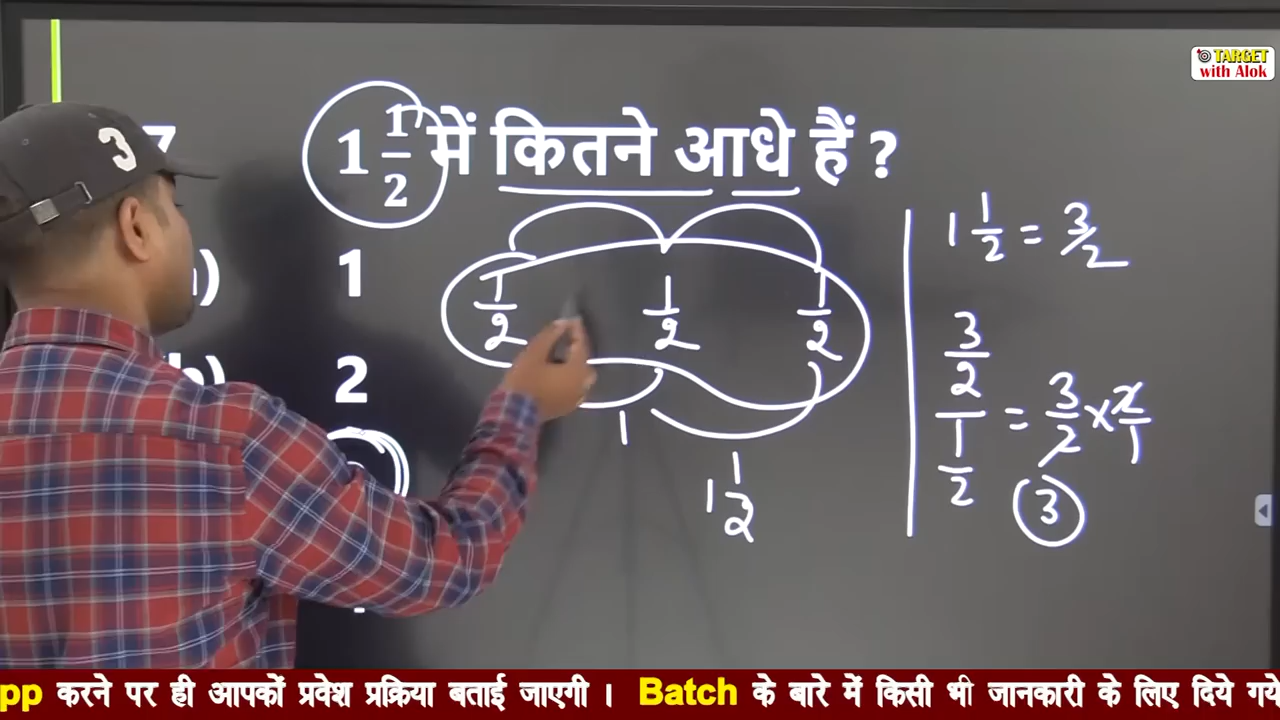 TARGET
with Alok
3
7
1 1/2 में कितने आधे हैं ?
) 1
b) 2
1/2 1/2 1/2
1
1 1/2
1 1/2 = 3/2
3/2 / 1/2 = 3/2 × 2/1
3
pp करने पर ही आपकों प्रवेश प्रक्रिया बताई जाएगी । Batch के बारे में किसी भी जानकारी के लिए दिये गये